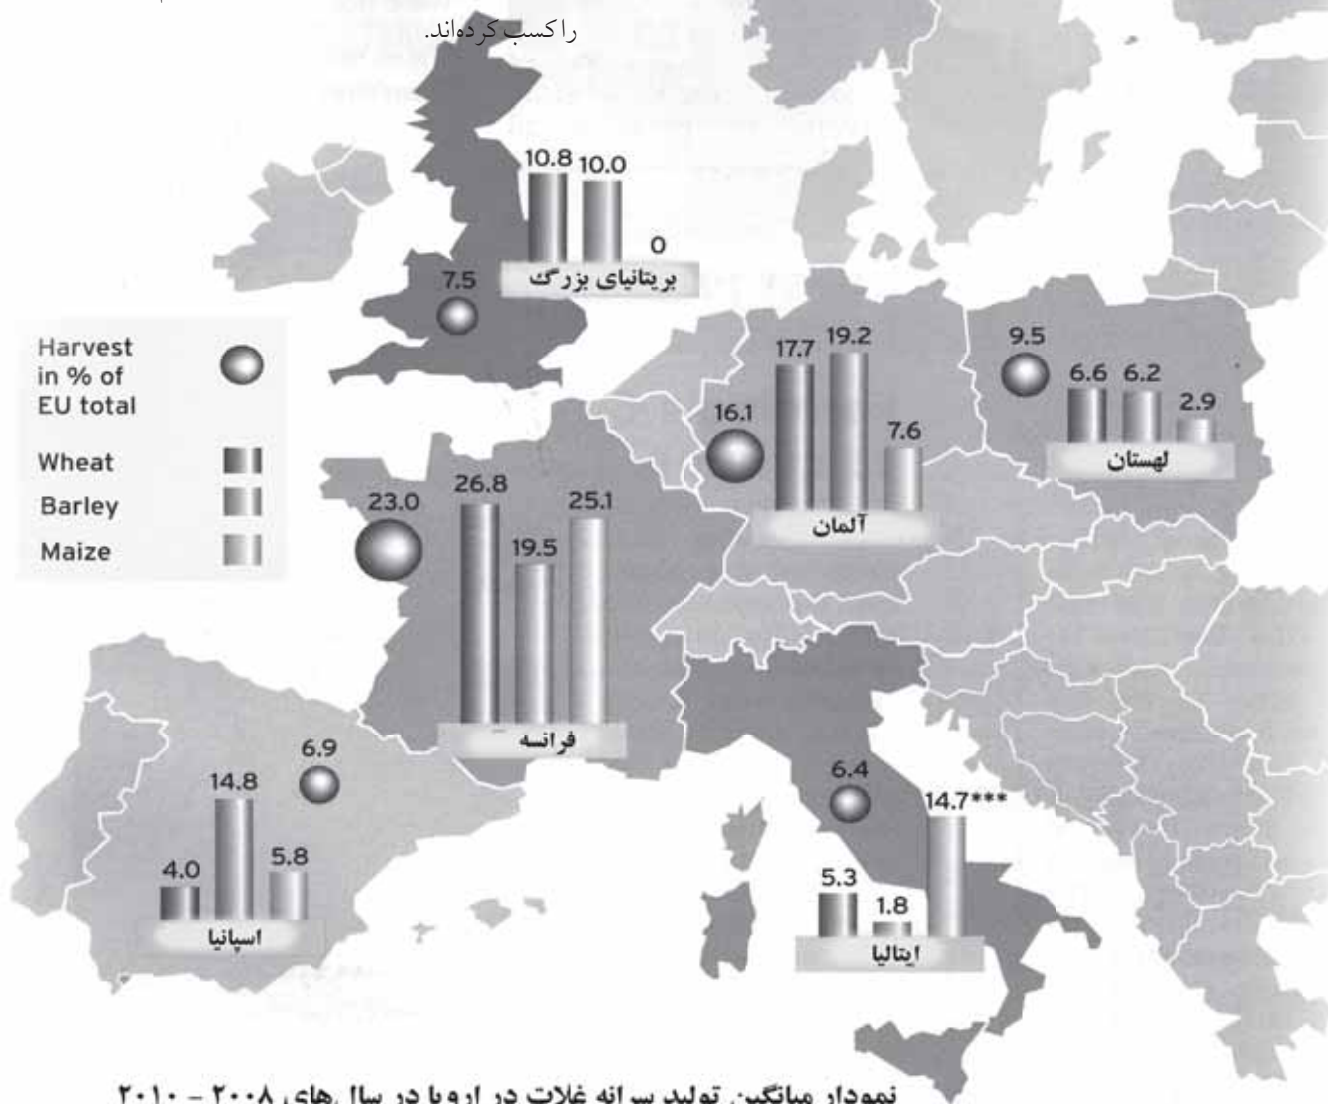 را کسب کرده‌اند.
10.8 10.0
0
بریتانیای بزرگ
7.5
Harvest
in % of
EU total
Wheat
Barley
Maize
17.7 19.2
7.6
16.1
آلمان
9.5
6.6 6.2
2.9
لهستان
23.0
26.8
19.5
25.1
فرانسه
6.9
14.8
4.0
5.8
اسپانیا
6.4
14.7***
5.3
1.8
ایتالیا
نمودار میانگین تولید سرانه غلات در اروپا در سال‌های ۲۰۰۸ - ۲۰۱۰